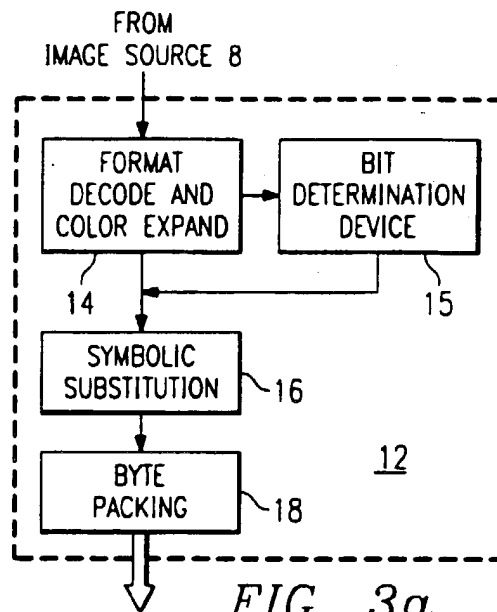 FROM
IMAGE SOURCE 8
FORMAT
DECODE AND
COLOR EXPAND
BIT
DETERMINATION
DEVICE
14
15
SYMBOLIC
SUBSTITUTION
16
BYTE
PACKING
12
18
FIG. 3a